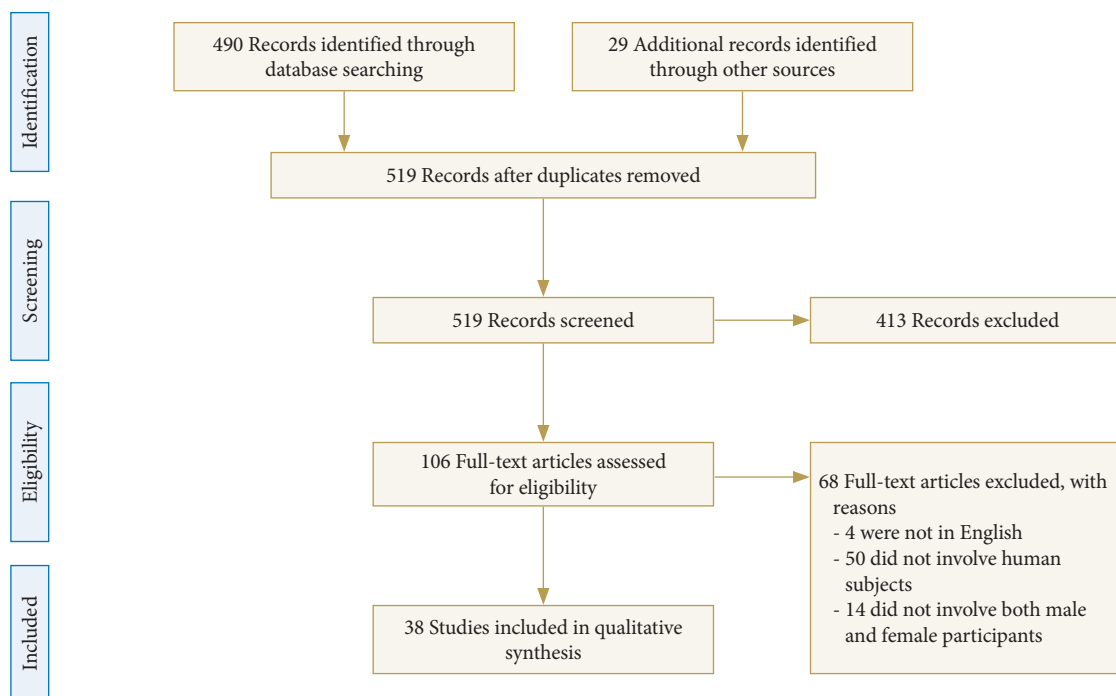 Identification
490 Records identified through
database searching
29 Additional records identified
through other sources
519 Records after duplicates removed
Screening
519 Records screened
413 Records excluded
Eligibility
106 Full-text articles assessed
for eligibility
68 Full-text articles excluded, with
reasons
- 4 were not in English
- 50 did not involve human
subjects
- 14 did not involve both male
and female participants
Included
38 Studies included in qualitative
synthesis